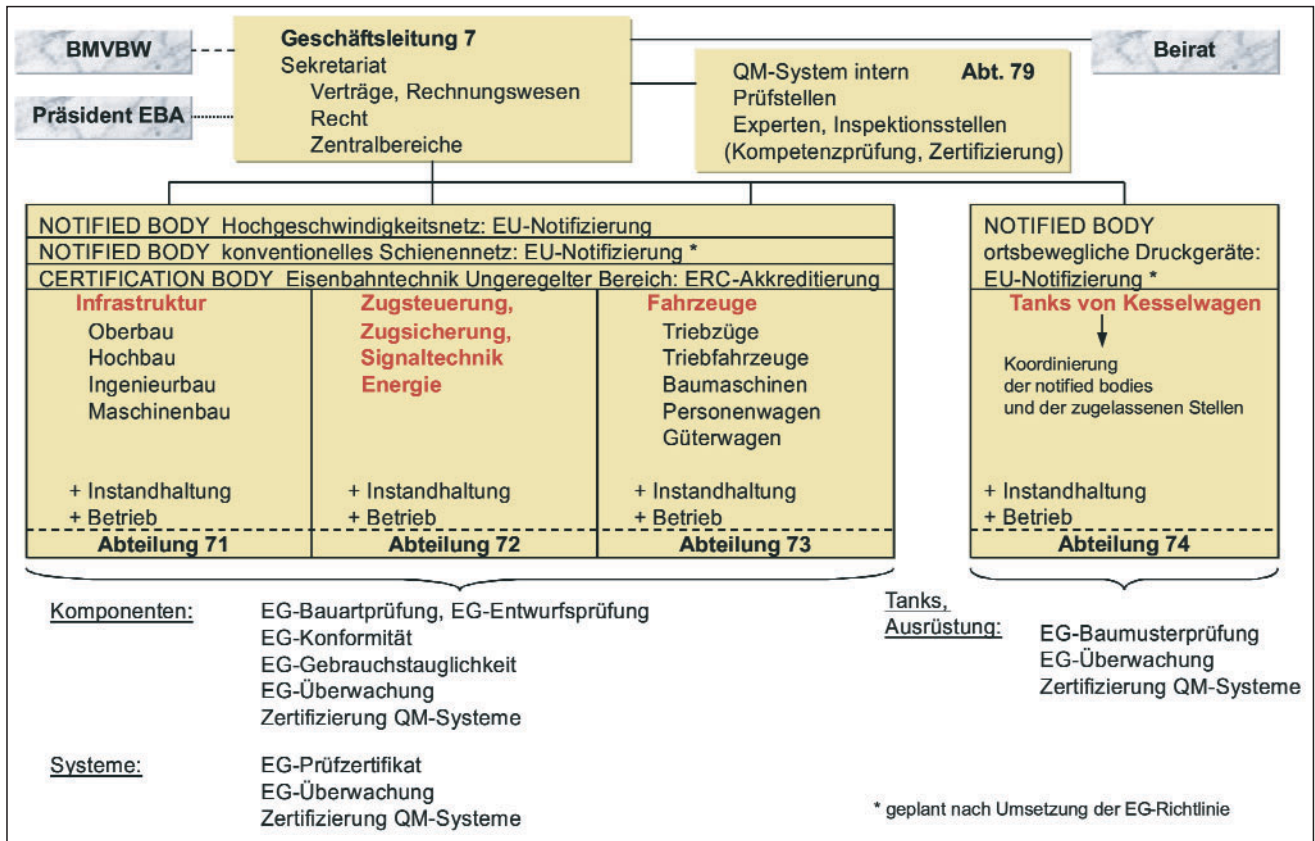 BMVBW
Präsident EBA
Geschäftsleitung 7
Sekretariat
Verträge, Rechnungswesen
Recht
Zentralbereiche
QM-System intern Abt. 79
Prüfstellen
Experten, Inspektionsstellen
(Kompetenzprüfung, Zertifizierung)
Beirat
NOTIFIED BODY Hochgeschwindigkeitsnetz: EU-Notifizierung
NOTIFIED BODY konventionelles Schienennetz: EU-Notifizierung *
CERTIFICATION BODY Eisenbahntechnik Ungeregelter Bereich: ERC-Akkreditierung
Infrastruktur
Oberbau
Hochbau
Ingenieurbau
Maschinenbau
+ Instandhaltung
+ Betrieb
Abteilung 71
Zugsteuerung,
Zugsicherung,
Signaltechnik
Energie
+ Instandhaltung
+ Betrieb
Abteilung 72
Fahrzeuge
Triebzüge
Triebfahrzeuge
Baumaschinen
Personenwagen
Güterwagen
+ Instandhaltung
+ Betrieb
Abteilung 73
NOTIFIED BODY
ortsbewegliche Druckgeräte:
EU-Notifizierung *
Tanks von Kesselwagen
Koordinierung
der notified bodies
und der zugelassenen Stellen
+ Instandhaltung
+ Betrieb
Abteilung 74
Komponenten:
EG-Bauartprüfung, EG-Entwurfsprüfung
EG-Konformität
EG-Gebrauchstauglichkeit
EG-Überwachung
Zertifizierung QM-Systeme
Systeme:
EG-Prüfzertifikat
EG-Überwachung
Zertifizierung QM-Systeme
Tanks,
Ausrüstung:
EG-Baumusterprüfung
EG-Überwachung
Zertifizierung QM-Systeme
* geplant nach Umsetzung der EG-Richtlinie